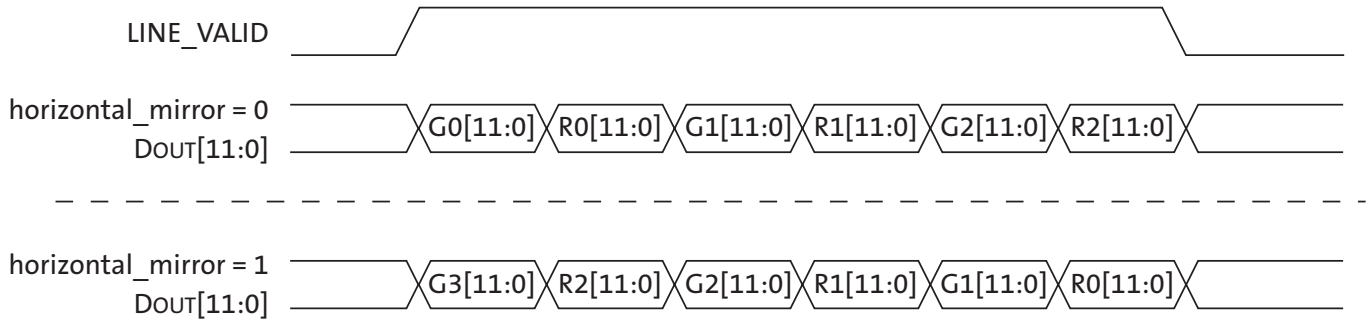 LINE_VALID
horizontal_mirror = 0
DOUT[11:0]
G0[11:0] R0[11:0] G1[11:0] R1[11:0] G2[11:0] R2[11:0]
horizontal_mirror = 1
DOUT[11:0]
G3[11:0] R2[11:0] G2[11:0] R1[11:0] G1[11:0] R0[11:0]